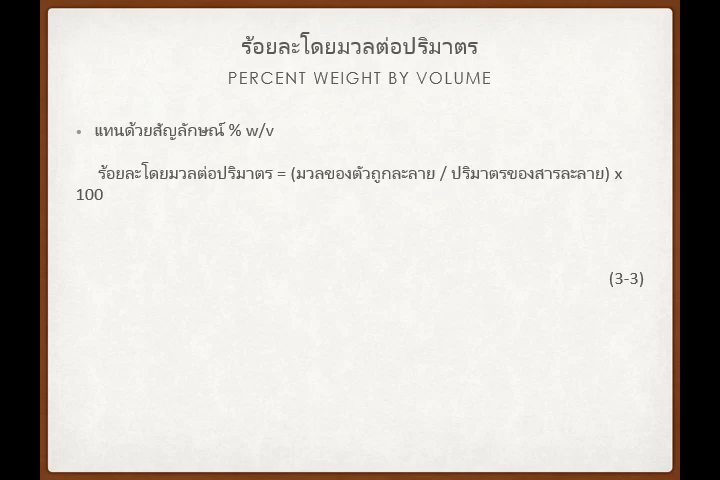 ร้อยละโดยมวลต่อปริมาตร
PERCENT WEIGHT BY VOLUME
• แทนด้วยสัญลักษณ์ % w/v
ร้อยละโดยมวลต่อปริมาตร = (มวลของตัวถูกละลาย / ปริมาตรของสารละลาย) x
100
(3-3)